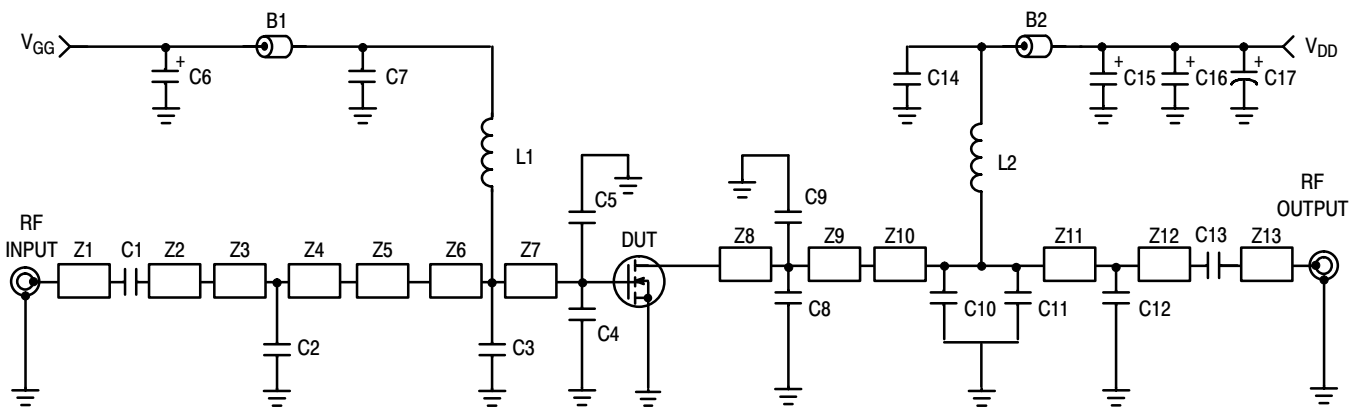 B1
B2
VGG
VDD
C6
C7
C14
C15
C16
C17
+
+
+
+
L1
L2
C5
C9
RF
INPUT
RF
OUTPUT
Z1
C1
Z2
Z3
Z4
Z5
Z6
Z7
DUT
Z8
Z9
Z10
Z11
Z12
C13
Z13
C2
C3
C4
C8
C10
C11
C12